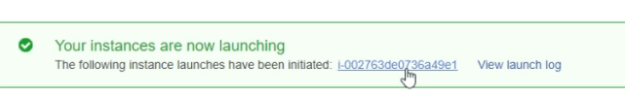 Your instances are now launching
The following instance launches have been initiated: i-002763de0736a49e1 View launch log